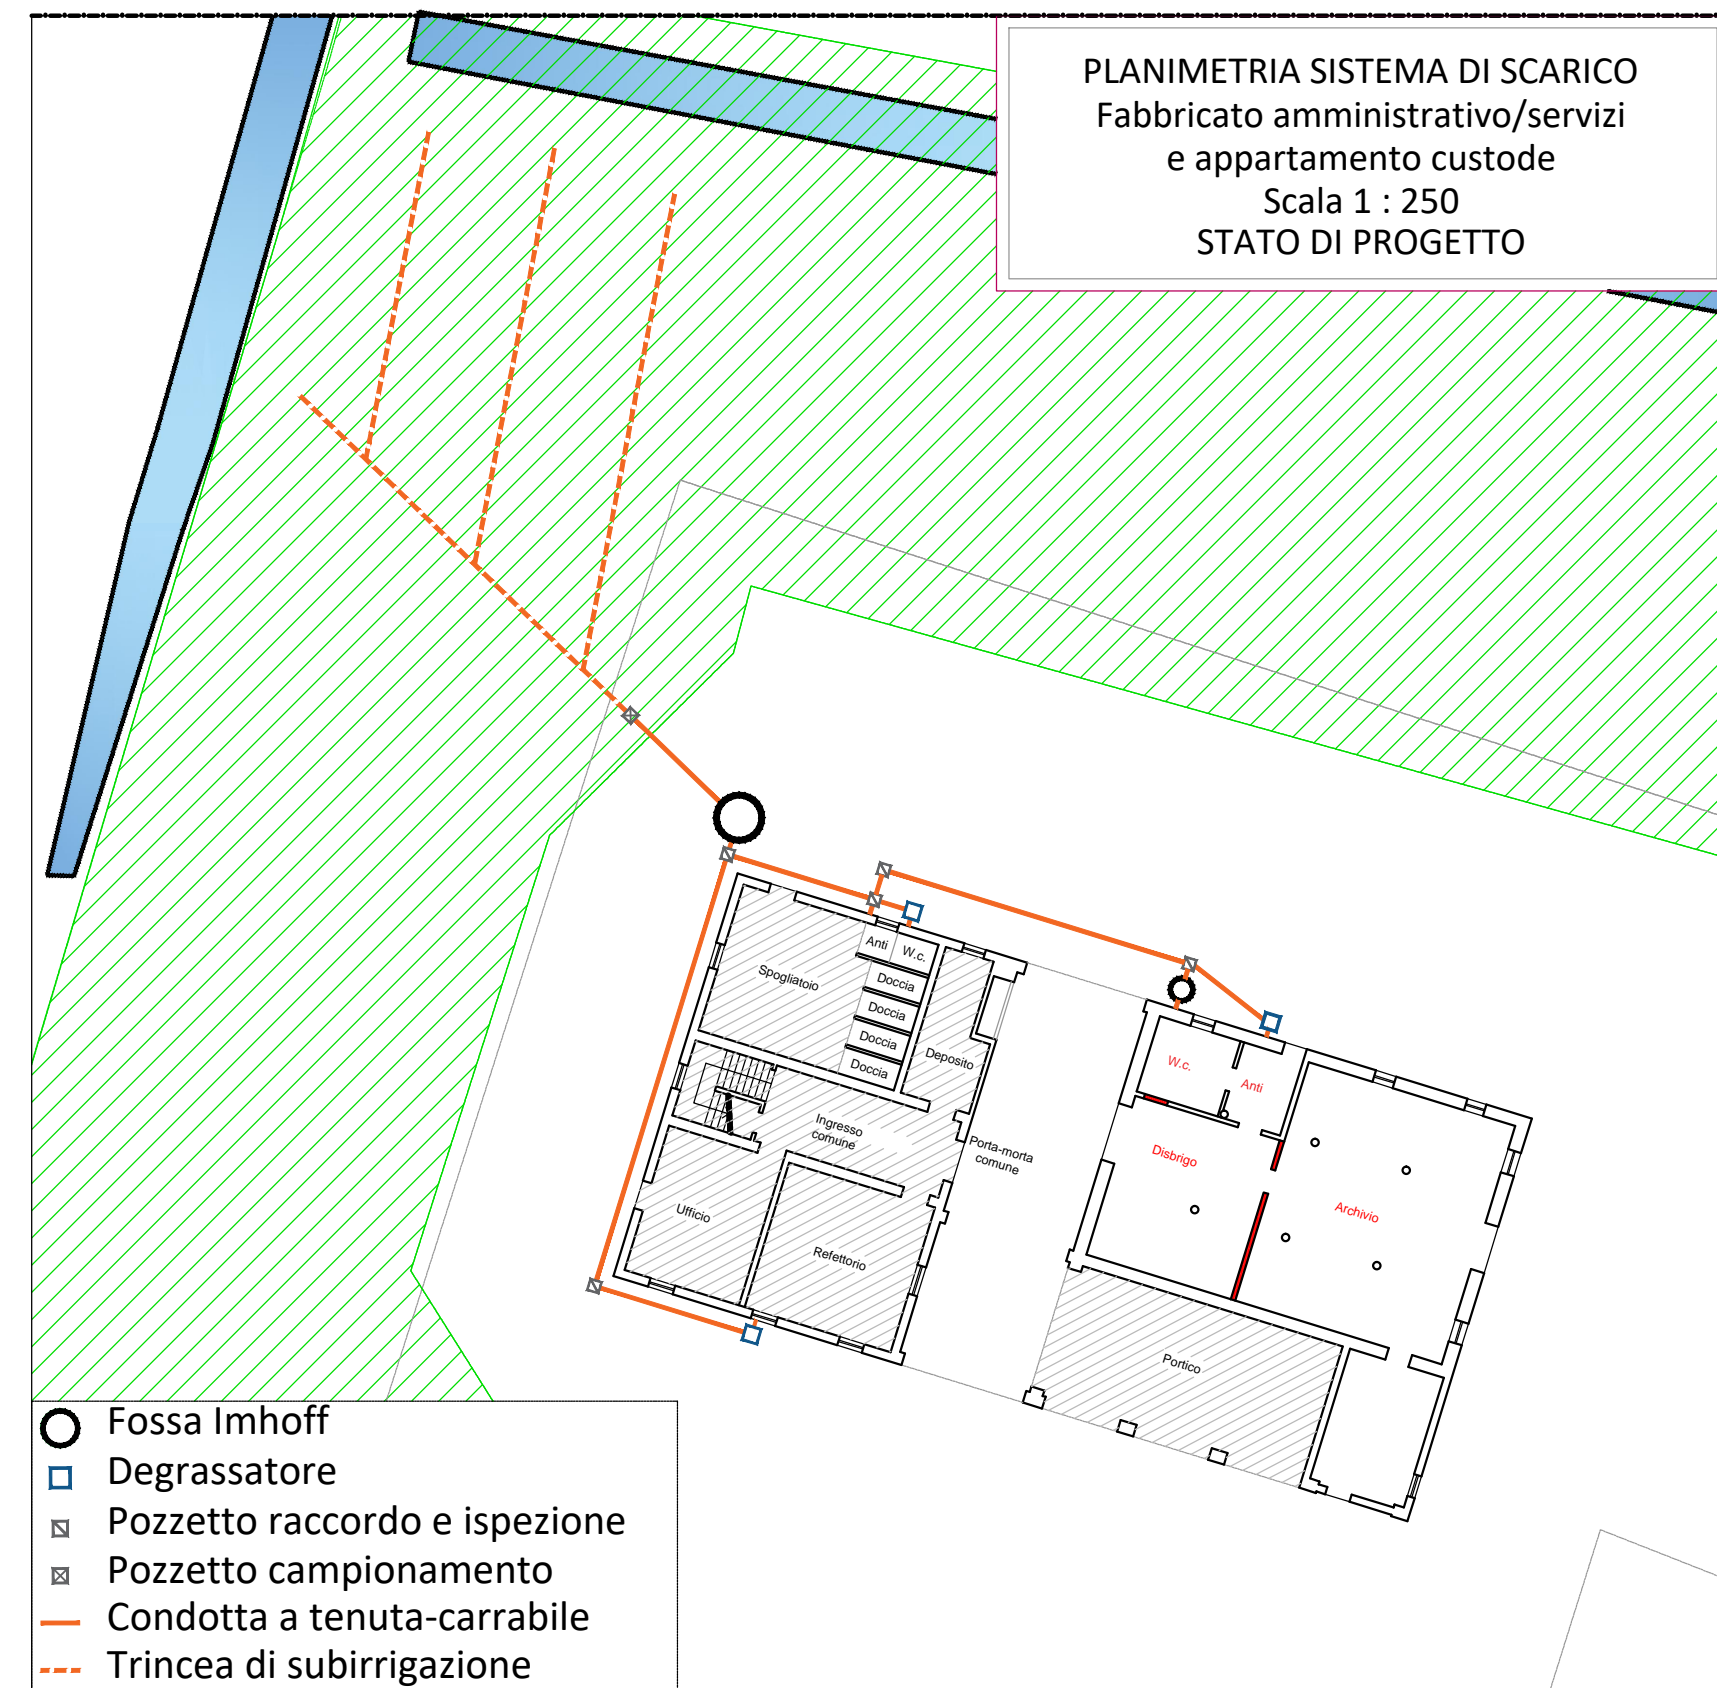 PLANIMETRIA SISTEMA DI SCARICO
Fabbricato amministrativo/servizi
e appartamento custode
Scala 1 : 250
STATO DI PROGETTO
Anti
W.c.
Spogliatoio
Doccia
Doccia
Doccia
Doccia
Deposito
Ingresso
comune
Porta-morta
comune
Ufficio
Refettorio
W.c.
Anti
Disbrigo
Archivio
Portico
Fossa Imhoff
Degrassatore
Pozzetto raccordo e ispezione
Pozzetto campionamento
Condotta a tenuta-carrabile
Trincea di subirrigazione